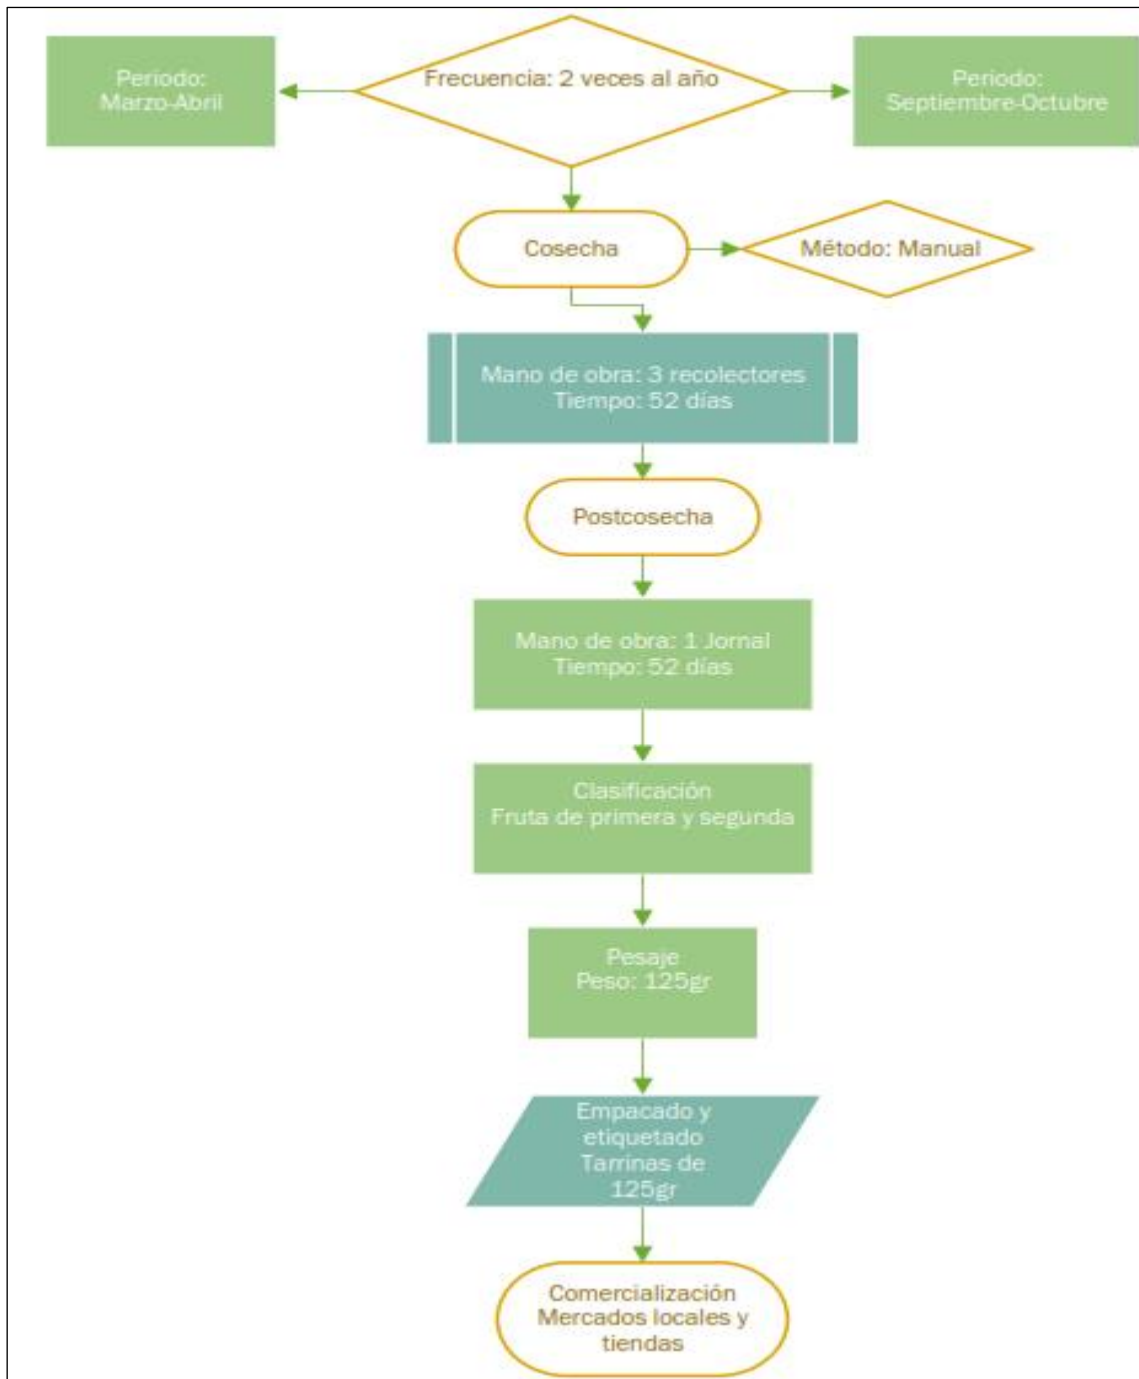 Periodo:
Marzo-Abril
Frecuencia: 2 veces al año
Periodo:
Septiembre-Octubre
Cosecha
Método: Manual
Mano de obra: 3 recolectores
Tiempo: 52 días
Postcosecha
Mano de obra: 1 Jornal
Tiempo: 52 días
Clasificación
Fruta de primera y segunda
Pesaje
Peso: 125gr
Empacado y
etiquetado
Tarrinas de
125gr
Comercialización
Mercados locales y
tiendas